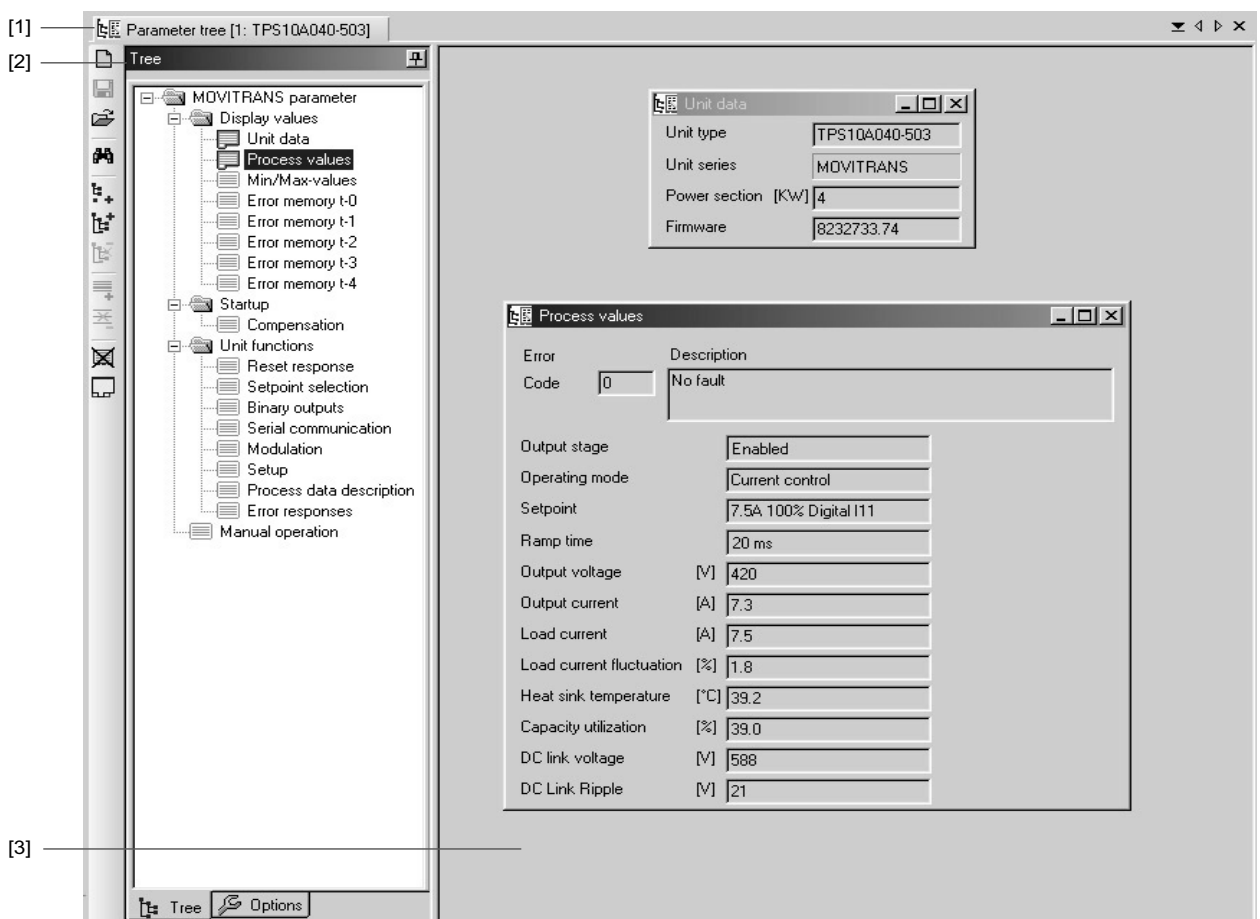 [1]
Parameter tree [1: TPS10A040-503]
[2]
Tree
MOVITRANS parameter
Display values
Unit data
Process values
Min/Max-values
Error memory t-0
Error memory t-1
Error memory t-2
Error memory t-3
Error memory t-4
Startup
Compensation
Unit functions
Reset response
Setpoint selection
Binary outputs
Serial communication
Modulation
Setup
Process data description
Error responses
Manual operation
Unit data
Unit type TPS10A040-503
Unit series MOVITRANS
Power section [KW] 4
Firmware 8232733.74
Process values
Error Description
Code 0 No fault
Output stage Enabled
Operating mode Current control
Setpoint 7.5A 100% Digital I11
Ramp time 20 ms
Output voltage [V] 420
Output current [A] 7.3
Load current [A] 7.5
Load current fluctuation [%] 1.8
Heat sink temperature [°C] 39.2
Capacity utilization [%] 39.0
DC link voltage [V] 588
DC Link Ripple [V] 21
[3]
Tree Options